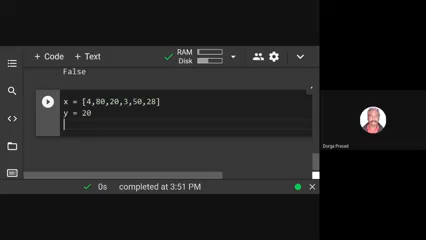 + Code + Text
RAM
Disk
False
x = [4,80,20,3,50,28]
y = 20
0s completed at 3:51 PM
Durga Prasad